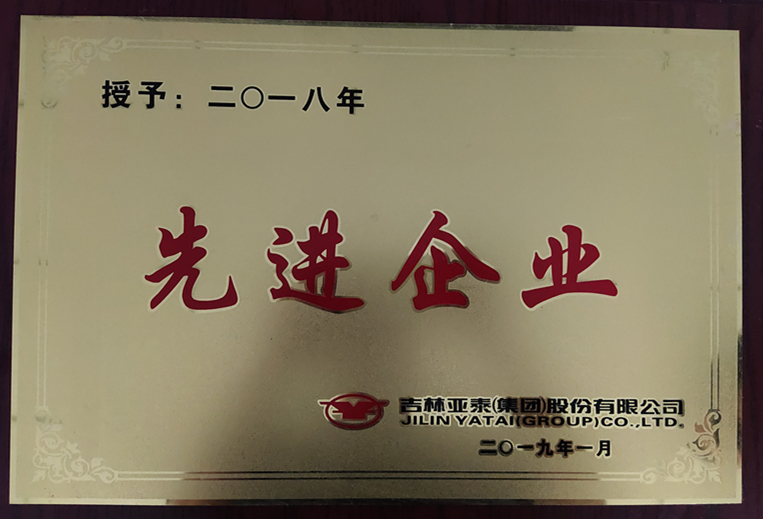 授予：二〇一八年
先进企业
吉林亚泰(集团)股份有限公司
JILIN YATAI(GROUP)CO.,LTD.
二〇一九年一月